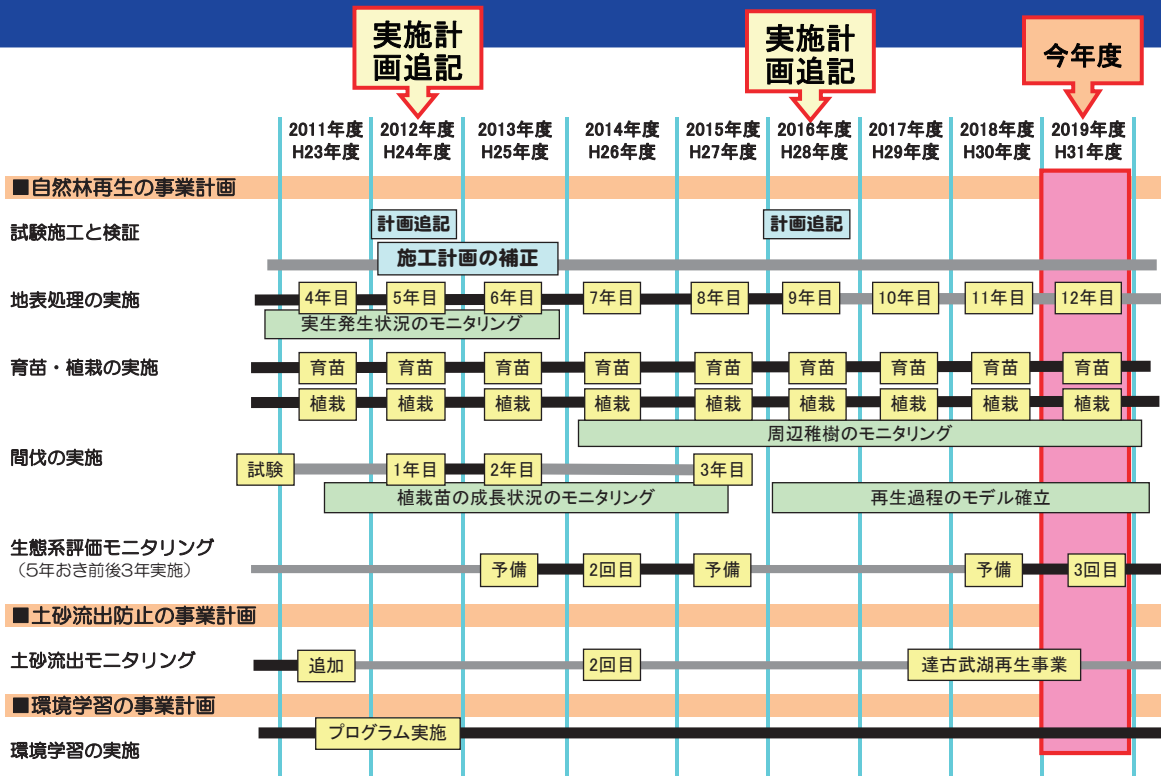 実施計
画追記
実施計
画追記
今年度
2011年度 2012年度 2013年度 2014年度 2015年度 2016年度 2017年度 2018年度 2019年度
H23年度 H24年度 H25年度 H26年度 H27年度 H28年度 H29年度 H30年度 H31年度
■自然林再生の事業計画
計画追記 計画追記
試験施工と検証
施工計画の補正
地表処理の実施 4年目 5年目 6年目 7年目 8年目 9年目 10年目 11年目 12年目
実生発生状況のモニタリング
育苗・植栽の実施 育苗 育苗 育苗 育苗 育苗 育苗 育苗 育苗 育苗
植栽 植栽 植栽 植栽 植栽 植栽 植栽 植栽 植栽
周辺稚樹のモニタリング
間伐の実施
試験 1年目 2年目 3年目
植栽苗の成長状況のモニタリング 再生過程のモデル確立
生態系評価モニタリング
（5年おき前後3年実施） 予備 2回目 予備 予備 3回目
■土砂流出防止の事業計画
土砂流出モニタリング 追加 2回目 達古武湖再生事業
■環境学習の事業計画
プログラム実施
環境学習の実施